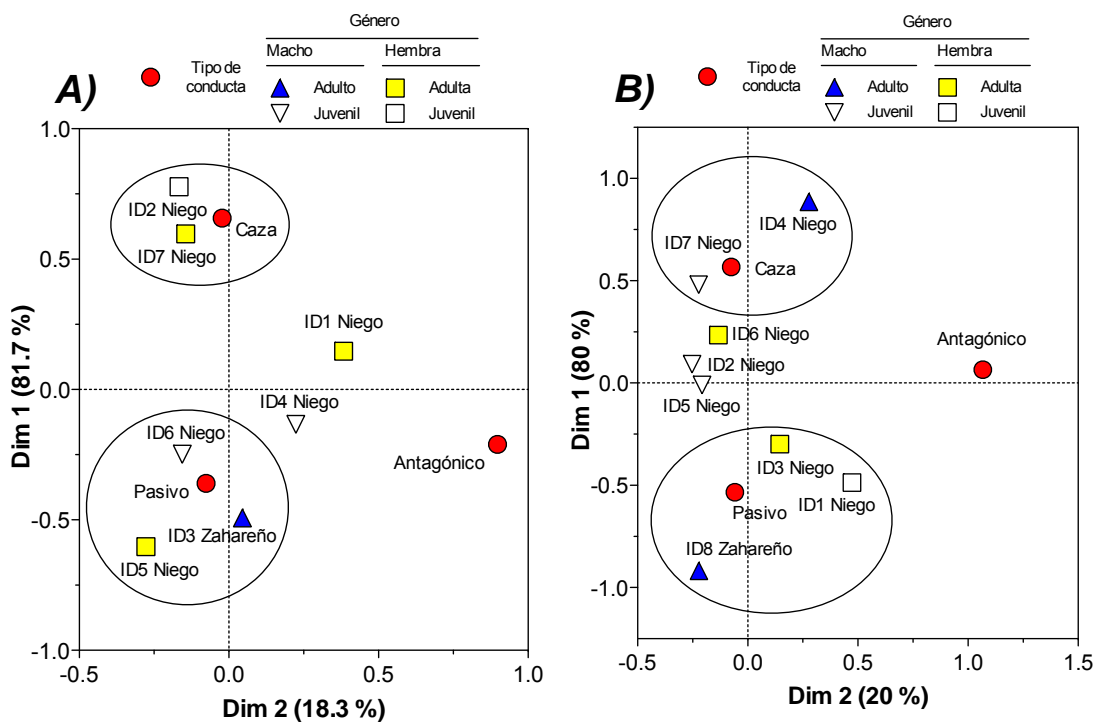 Género
Macho Hembra
Tipo de
conducta
Adulto Adulta
Juvenil Juvenil
A)
1.0
0.5
0.0
-0.5
-1.0
Dim 1 (81.7 %)
ID2 Niego
Caza
ID7 Niego
ID1 Niego
ID4 Niego
ID6 Niego
Antagónico
Pasivo
ID3 Zahareño
ID5 Niego
-0.5 0.0 0.5 1.0
Dim 2 (18.3 %)
Género
Macho Hembra
Tipo de
conducta
Adulto Adulta
Juvenil Juvenil
B)
1.0
0.5
0.0
-0.5
-1.0
Dim 1 (80 %)
ID4 Niego
ID7 Niego
Caza
ID6 Niego
Antagónico
ID2 Niego
ID5 Niego
ID3 Niego
ID1 Niego
Pasivo
ID8 Zahareño
-0.5 0.0 0.5 1.0 1.5
Dim 2 (20 %)